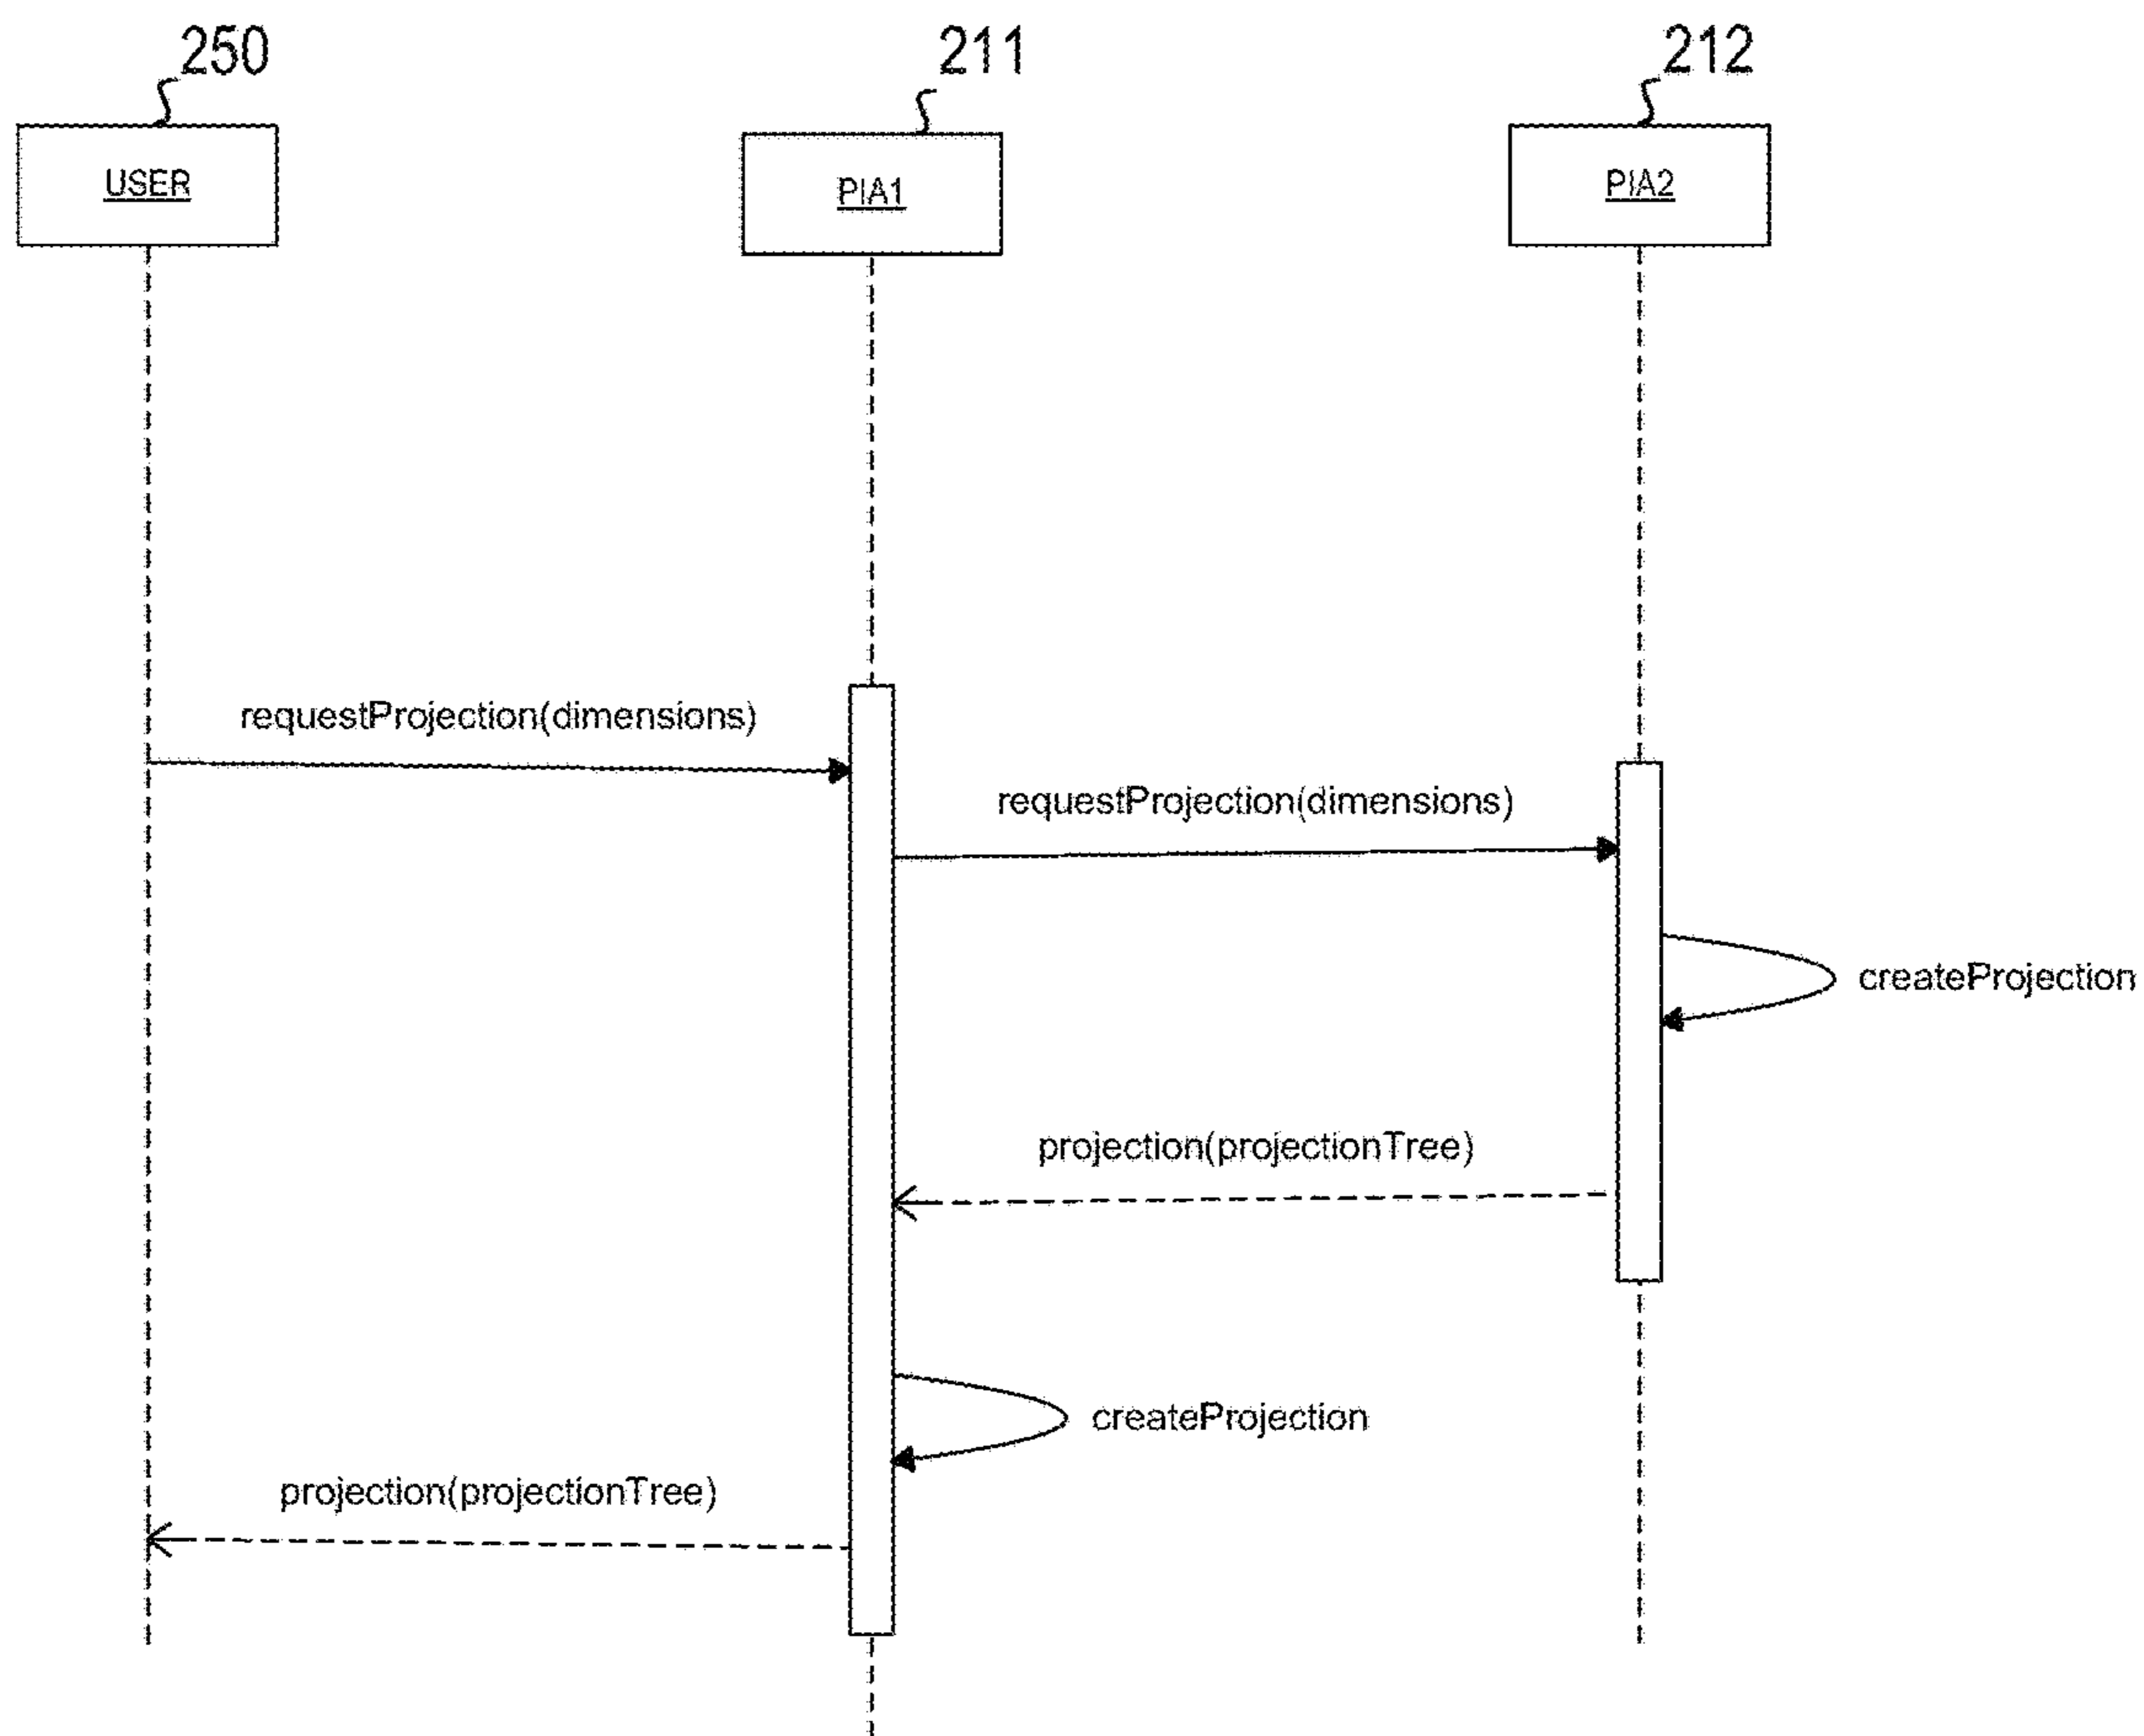 250
211
212
USER
PIA1
PIA2
requestProjection(dimensions)
requestProjection(dimensions)
createProjection
projection(projectionTree)
createProjection
projection(projectionTree)